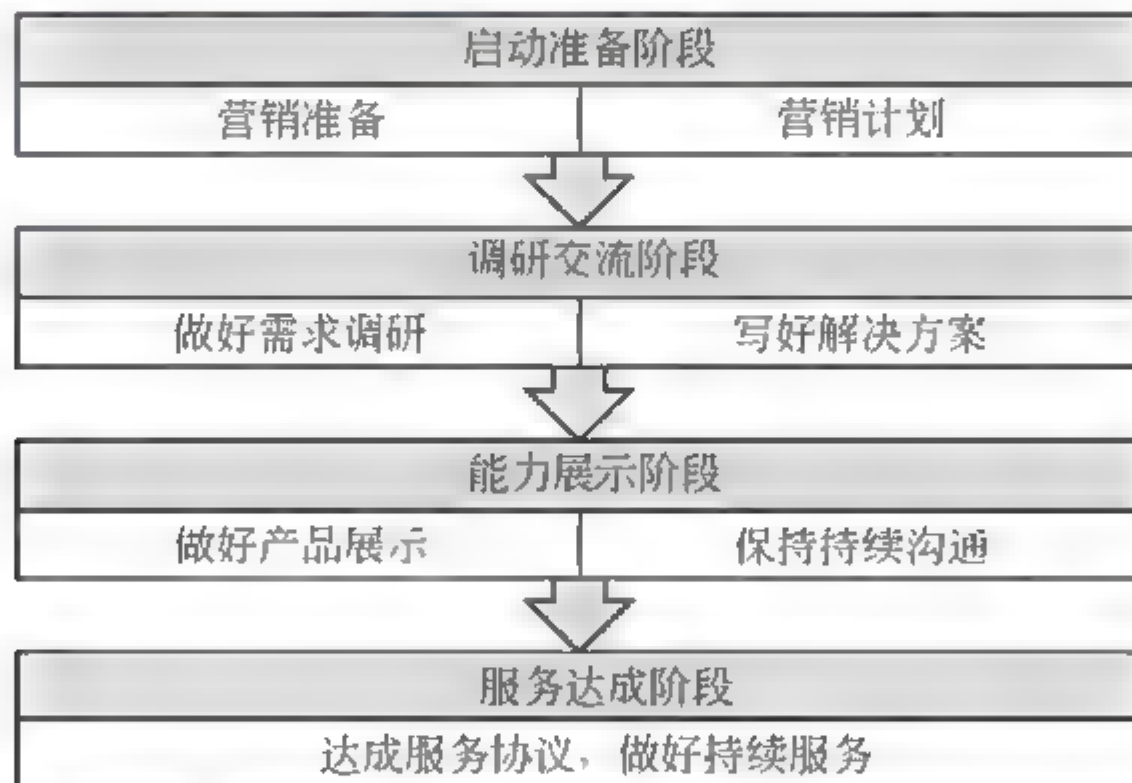 启动准备阶段
营销准备 营销计划
调研交流阶段
做好需求调研 写好解决方案
能力展示阶段
做好产品展示 保持持续沟通
服务达成阶段
达成服务协议，做好持续服务